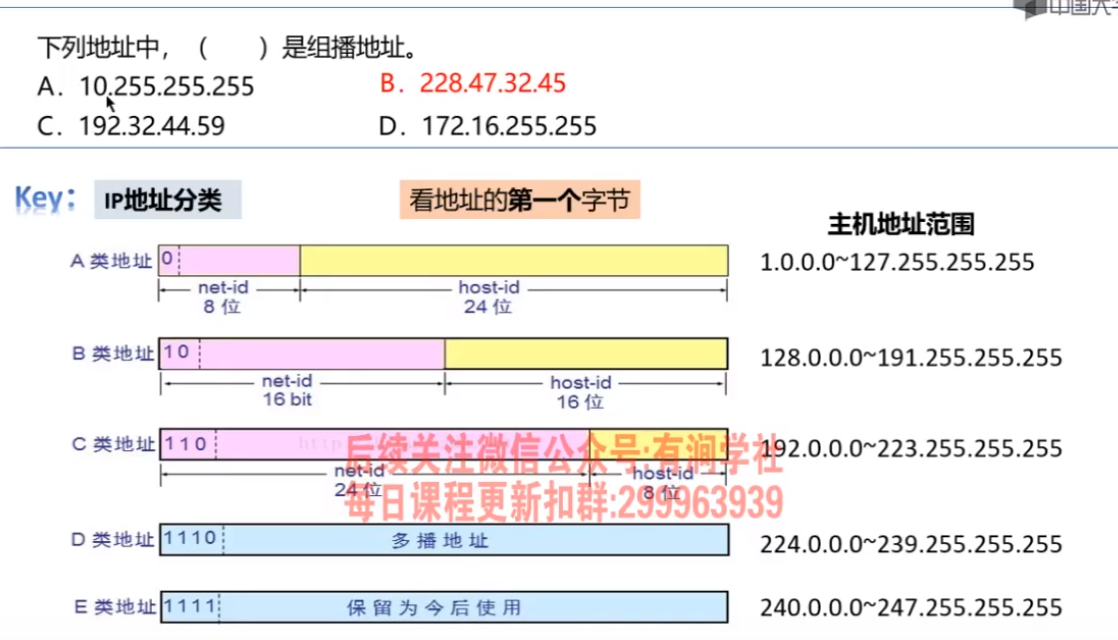 中国大
下列地址中，（　　）是组播地址。
A. 10.255.255.255　B. 228.47.32.45
C. 192.32.44.59　D. 172.16.255.255
Key：　IP地址分类　看地址的第一个字节
主机地址范围
A 类地址　0　1.0.0.0~127.255.255.255
net-id　host-id
8 位　24 位
B 类地址　10　128.0.0.0~191.255.255.255
net-id　host-id
16 bit　16 位
C 类地址　110　http　192.0.0.0~223.255.255.255
后续关注微信公众号:有涧学社
net-id　host-id
24 位　8 位
每日课程更新扣群:299963939
D 类地址　1110　多播地址　224.0.0.0~239.255.255.255
E 类地址　1111　保留为今后使用　240.0.0.0~247.255.255.255